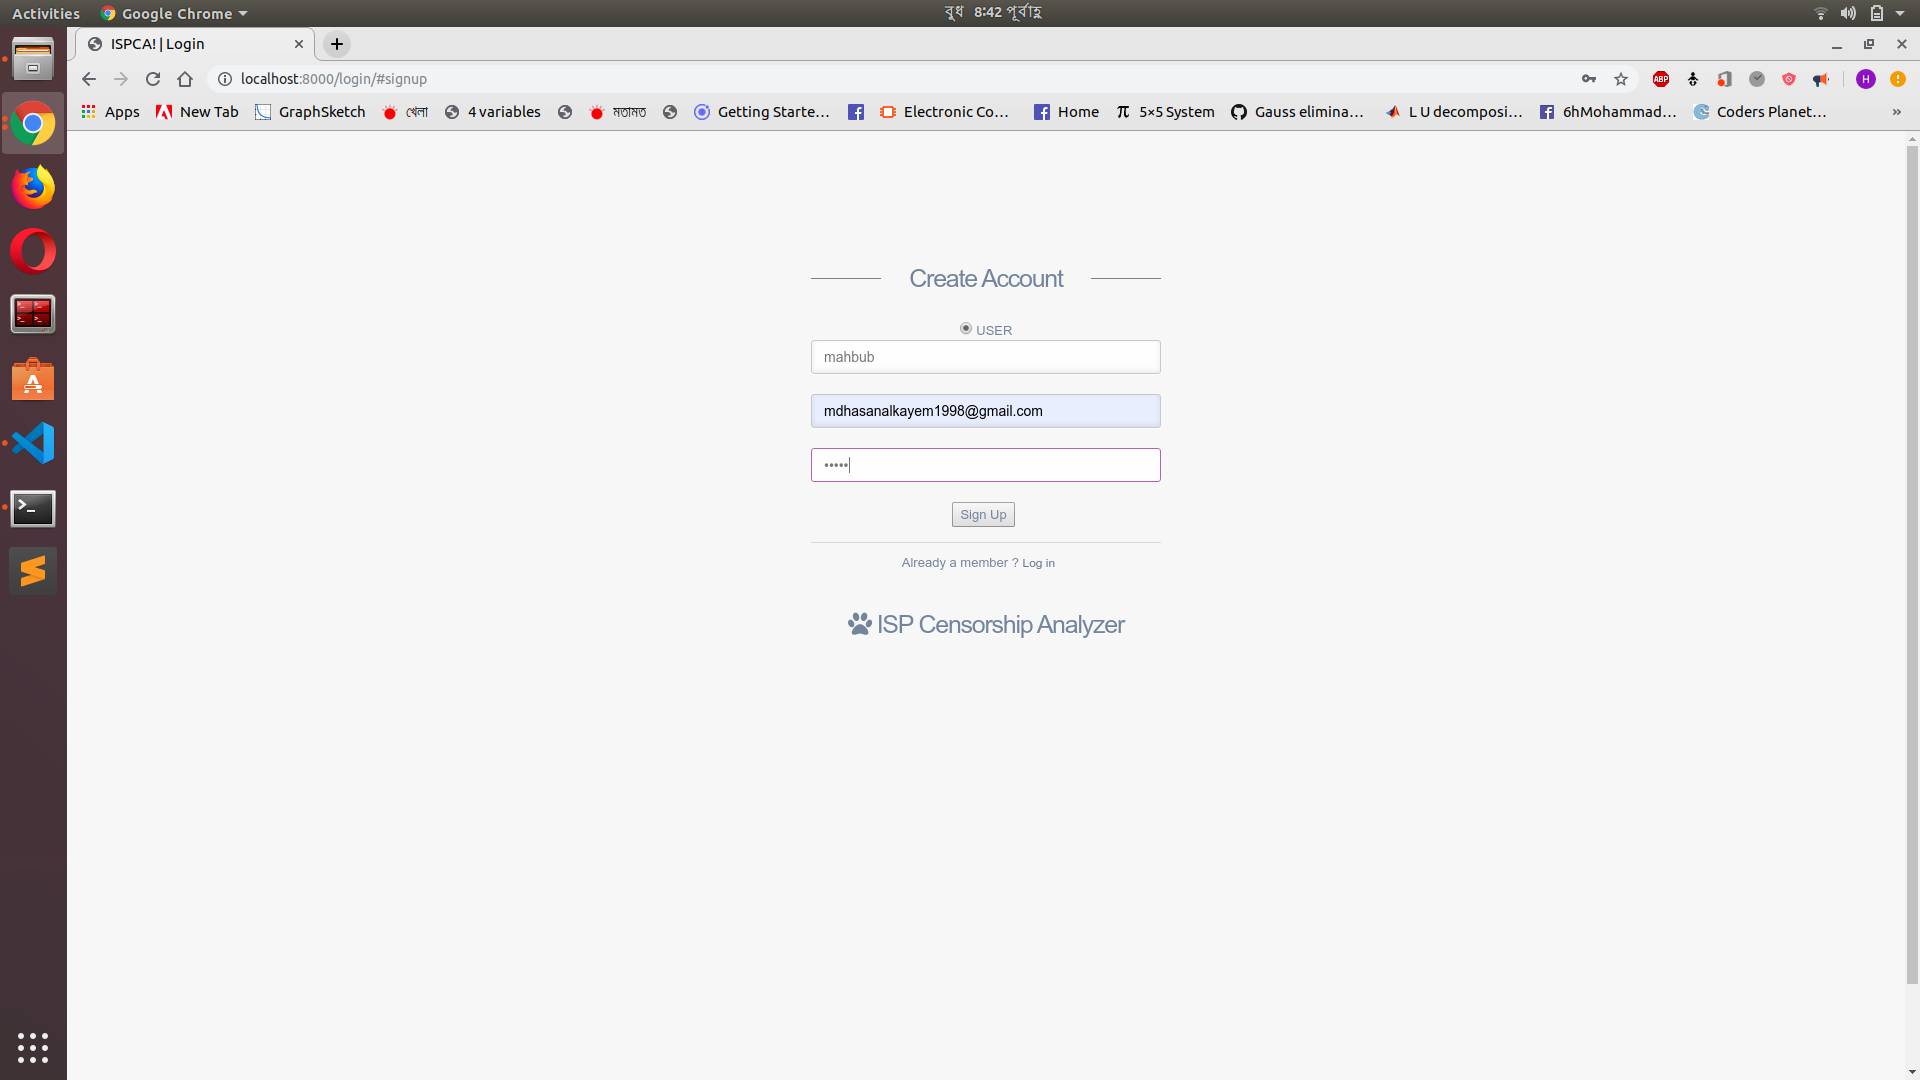 Activities Google Chrome বুধ 8:42 পূর্বাহ্ণ
ISPCA! | Login
localhost:8000/login/#signup ABP H
Apps New Tab GraphSketch খেলা 4 variables মতামত Getting Starte… Electronic Co… Home 5×5 System Gauss elimina… L U decomposi… 6hMohammad… Coders Planet… »
Create Account
USER
mahbub
mdhasanalkayem1998@gmail.com
•••••
Sign Up
Already a member ? Log in
ISP Censorship Analyzer